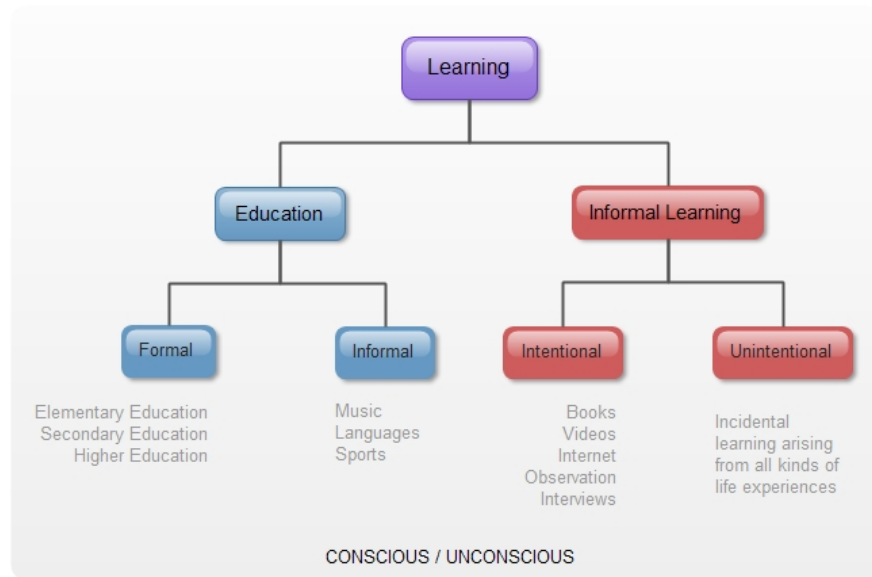 Learning
Education
Informal Learning
Formal
Informal
Intentional
Unintentional
Elementary Education
Secondary Education
Higher Education
Music
Languages
Sports
Books
Videos
Internet
Observation
Interviews
Incidental
learning arising
from all kinds of
life experiences
CONSCIOUS / UNCONSCIOUS